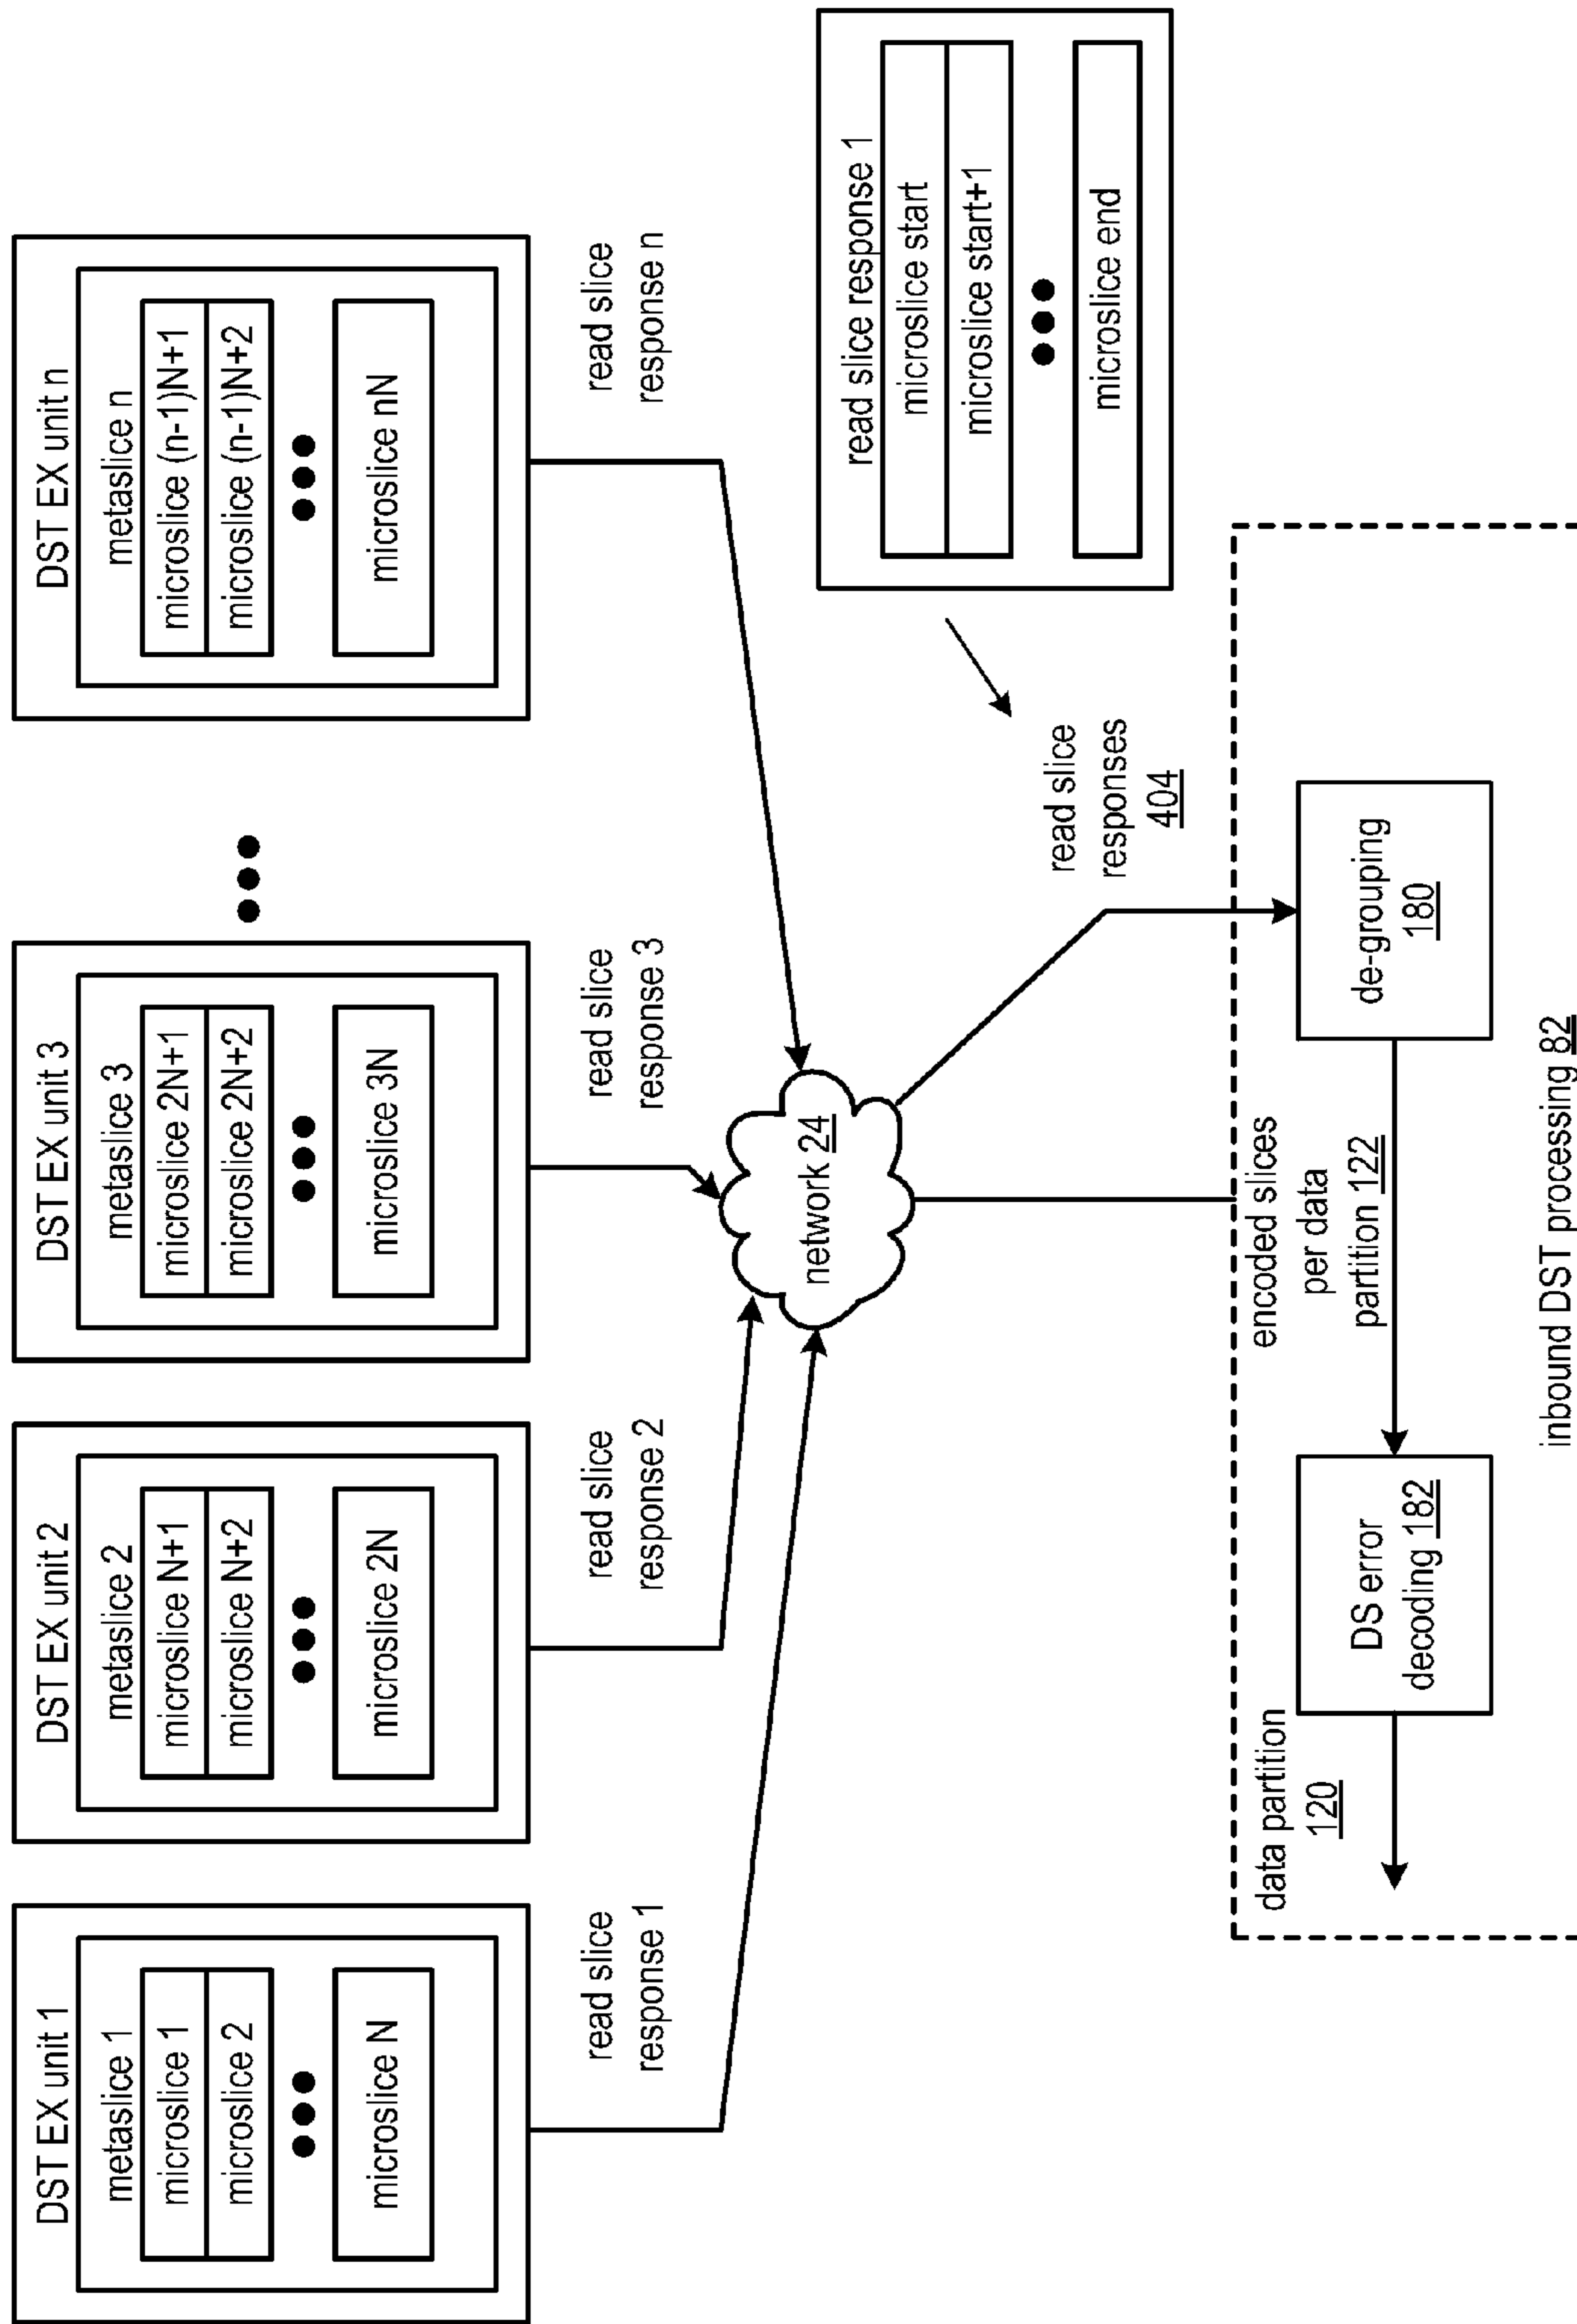 DST EX unit 1
metaslice 1
microslice 1
microslice 2
microslice N
DST EX unit 2
metaslice 2
microslice N+1
microslice N+2
microslice 2N
DST EX unit 3
metaslice 3
microslice 2N+1
microslice 2N+2
microslice 3N
DST EX unit n
metaslice n
microslice (n-1)N+1
microslice (n-1)N+2
microslice nN
read slice
response 1
read slice
response 2
read slice
response 3
read slice
response n
network 24
read slice response 1
microslice start
microslice start+1
microslice end
read slice
responses
404
data partition
120
DS error
decoding 182
encoded slices
per data
partition 122
de-grouping
180
inbound DST processing 82